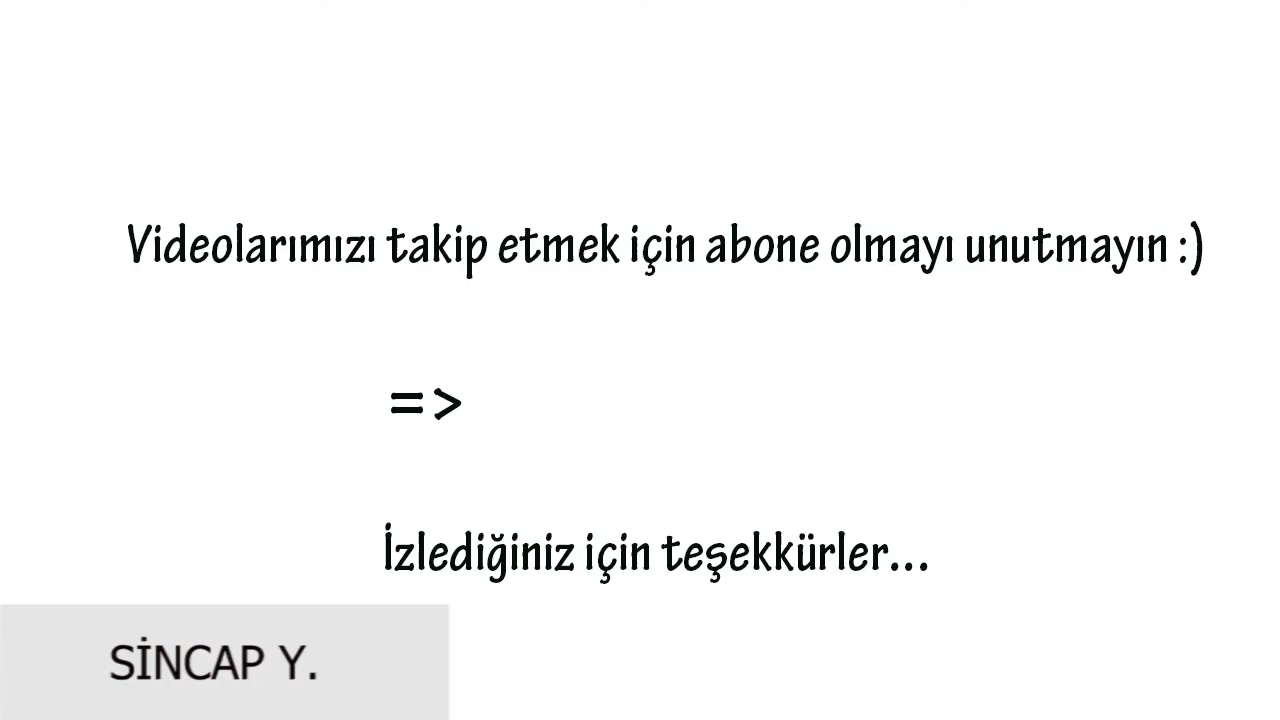 Videolarımızı takip etmek için abone olmayı unutmayın :)
=>
İzlediğiniz için teşekkürler...
SİNCAP Y.